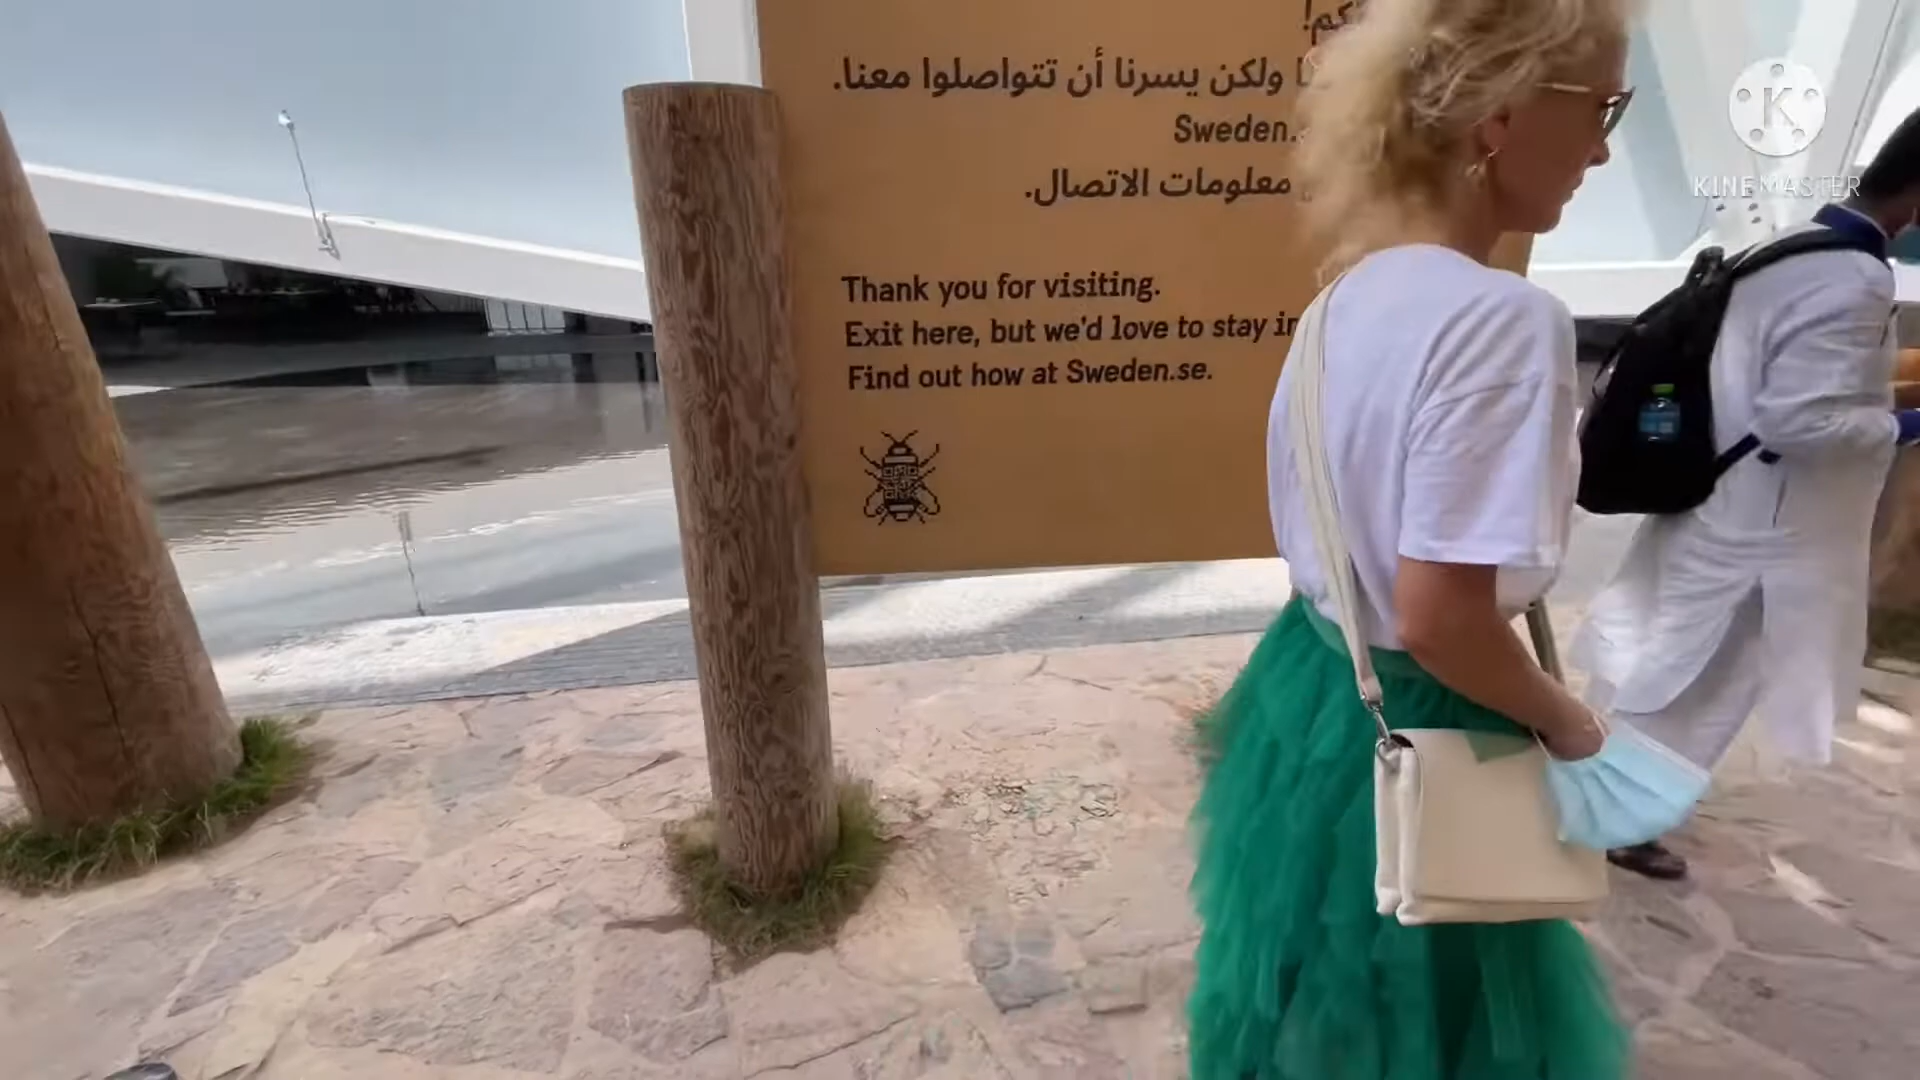 ولكن يسرنا أن تتواصلوا معنا.
Sweden.
معلومات الاتصال.
Thank you for visiting.
Exit here, but we'd love to stay
Find out how at Sweden.se.
K
KINEMASTER